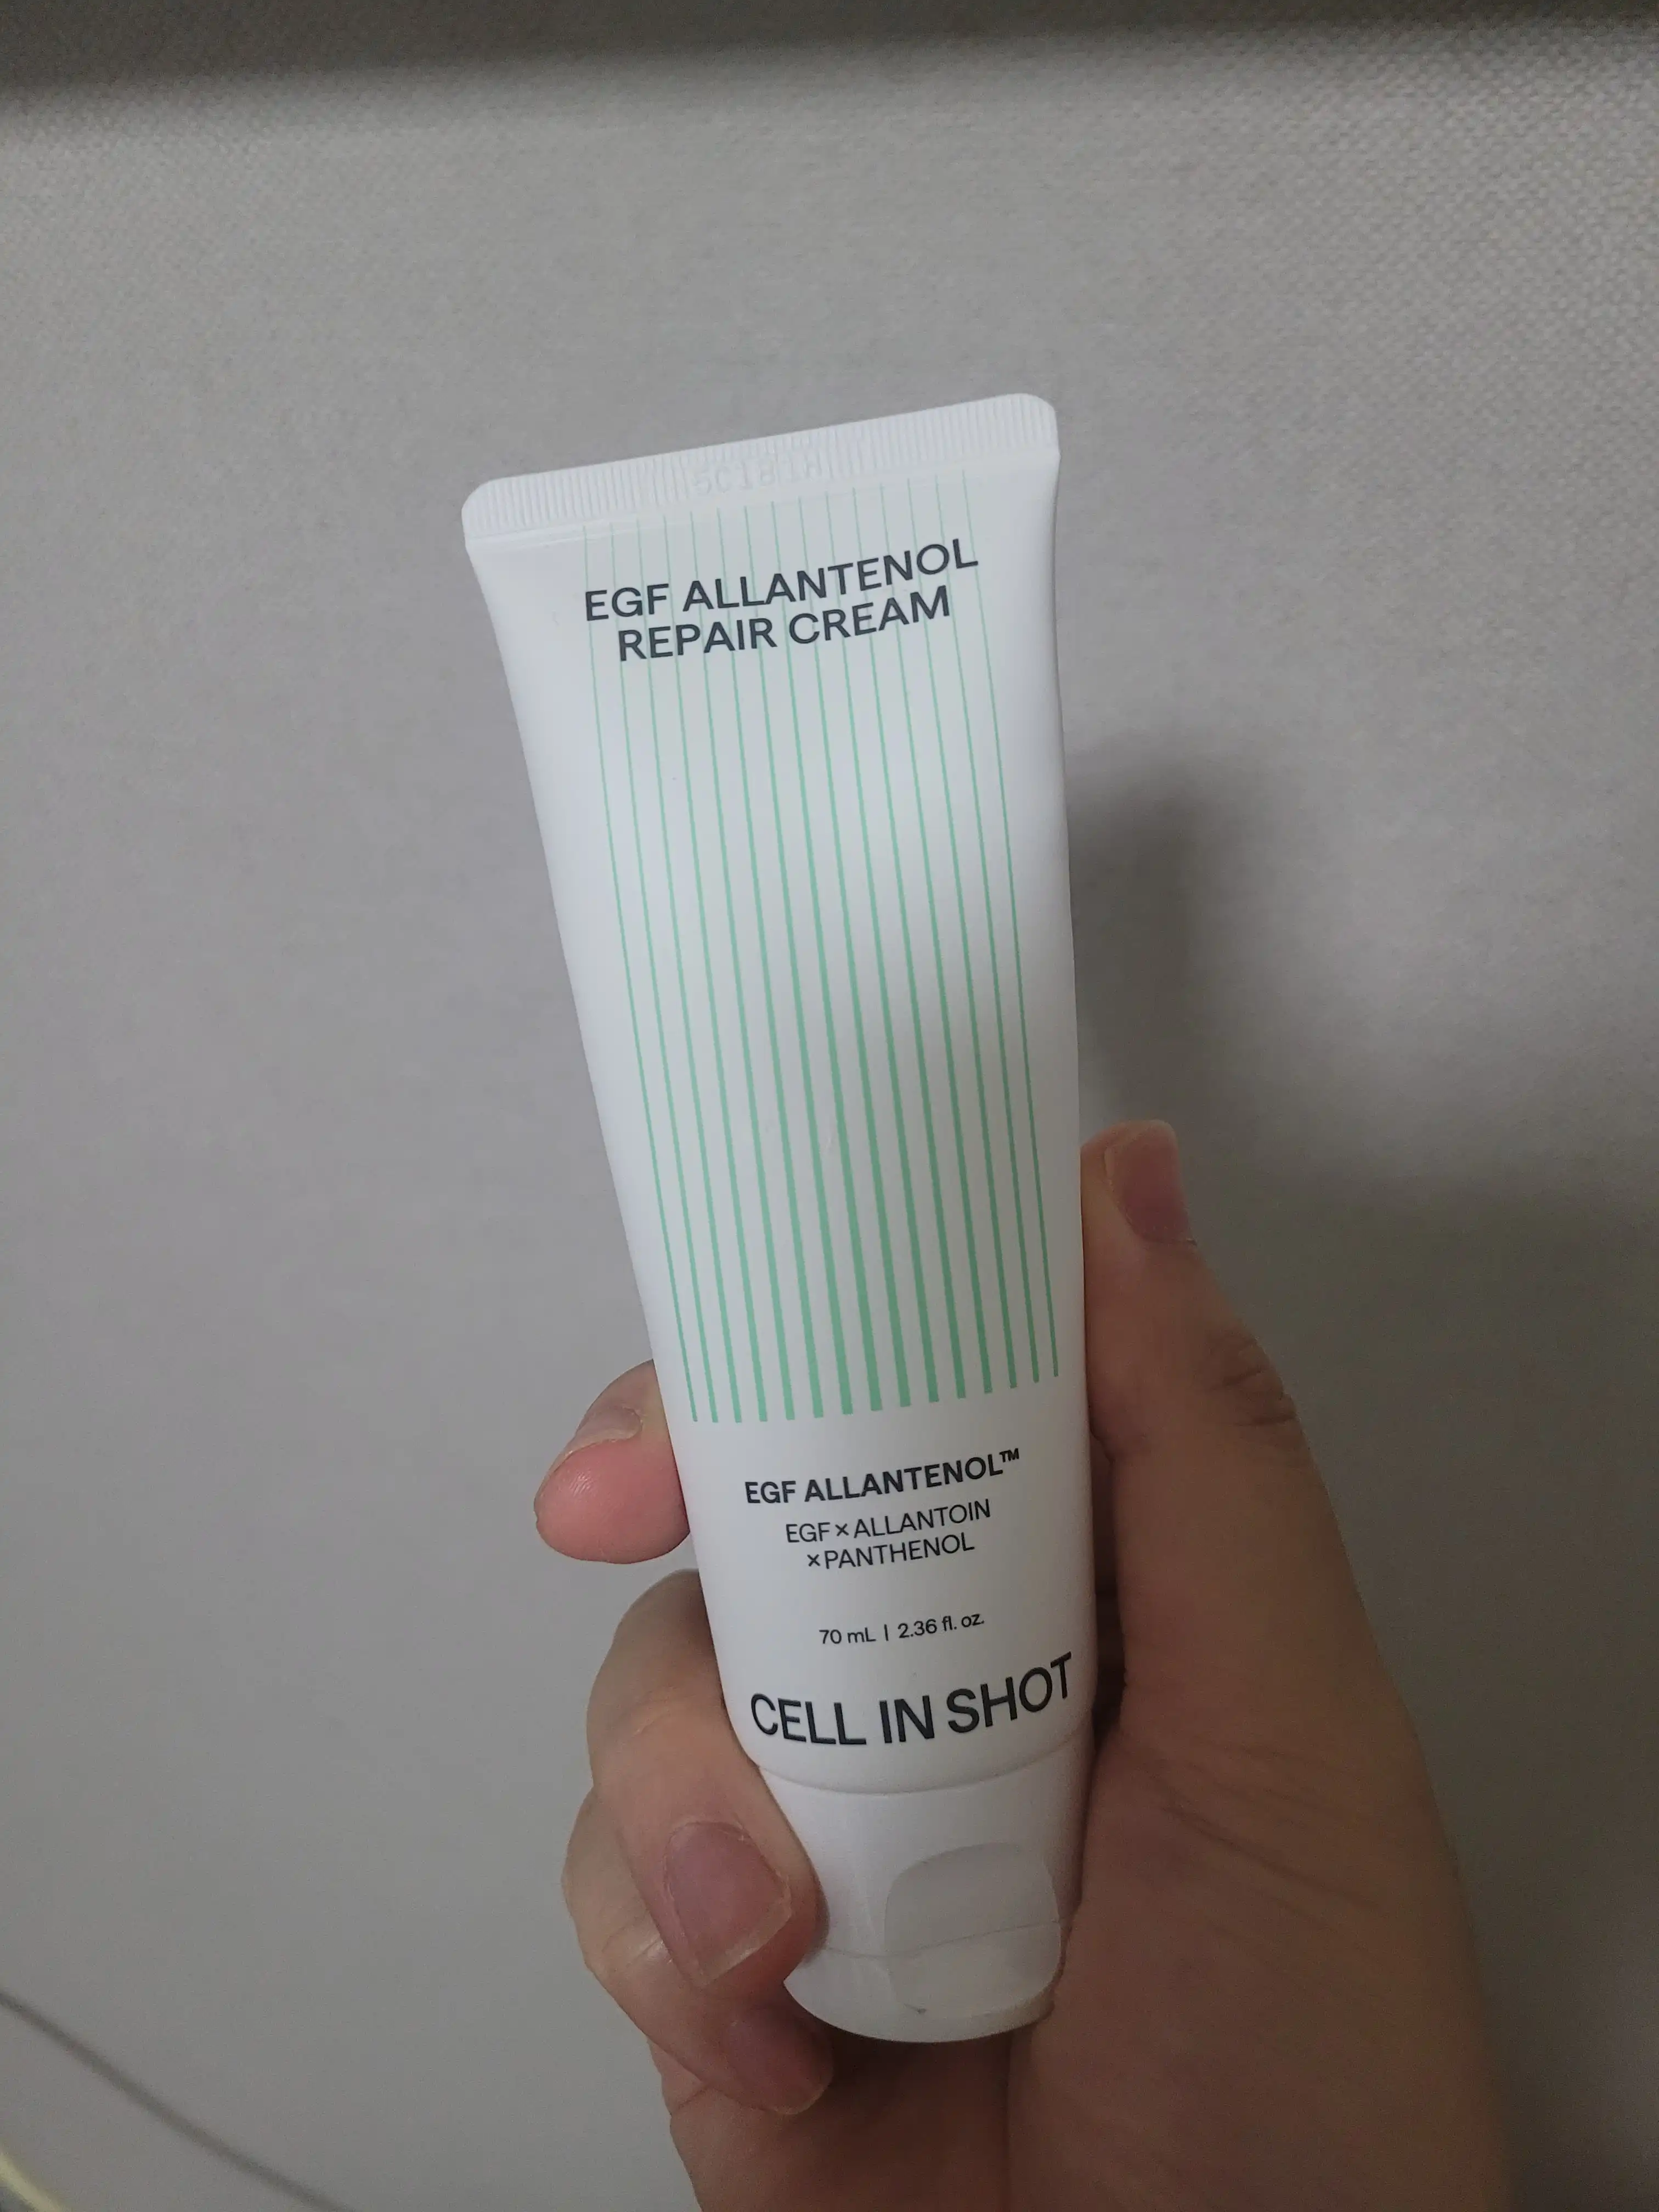 EGF ALLANTENOL
REPAIR CREAM
EGF ALLANTENOL™
EGF×ALLANTOIN
×PANTHENOL
70 mL | 2.36 fl. oz.
CELL IN SHOT